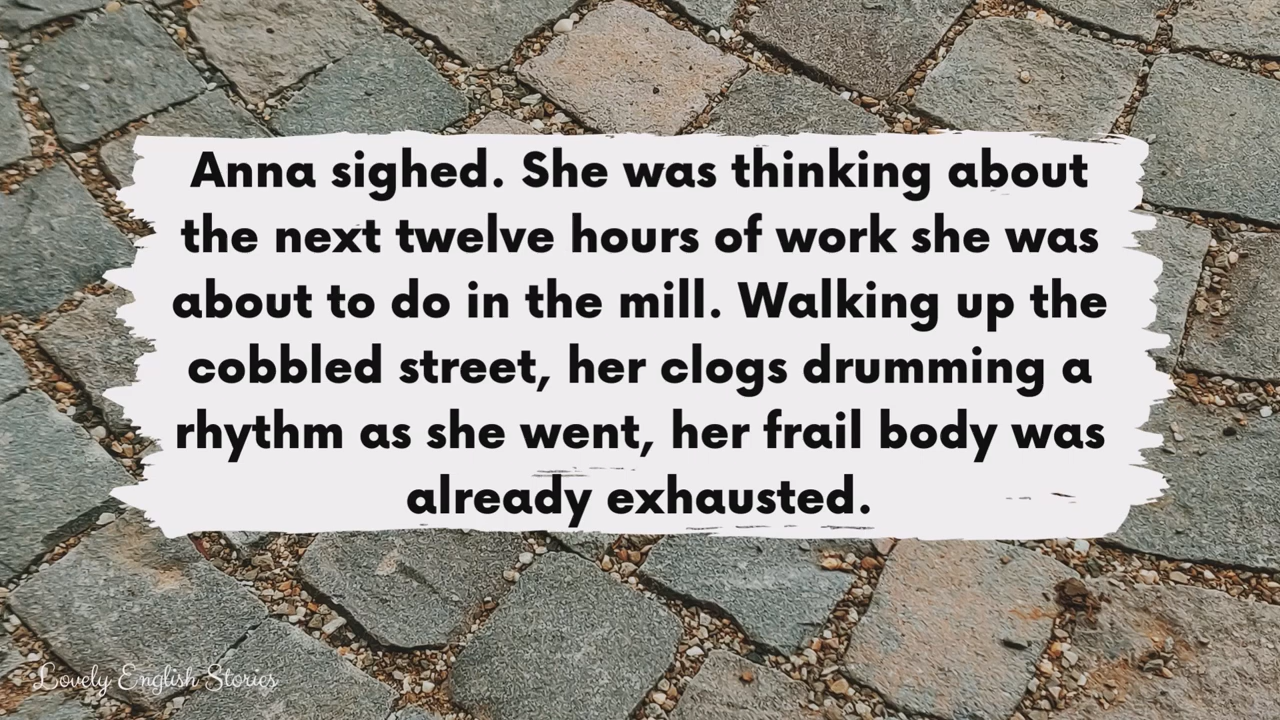 Anna sighed. She was thinking about
the next twelve hours of work she was
about to do in the mill. Walking up the
cobbled street, her clogs drumming a
rhythm as she went, her frail body was
already exhausted.
Lovely English Stories